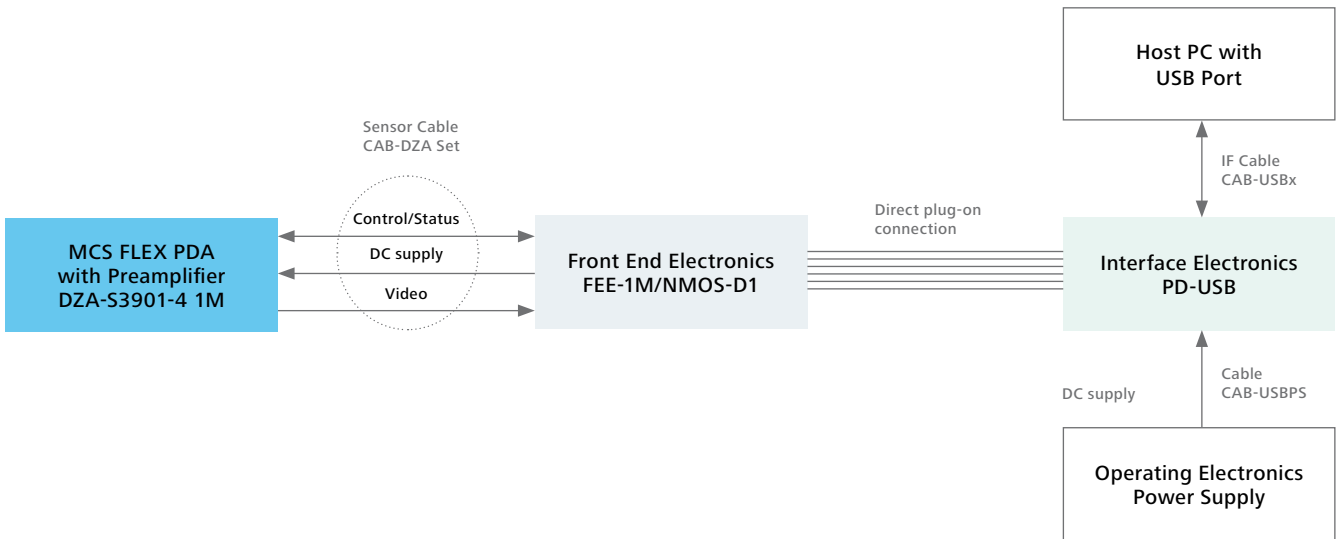 Host PC with
USB Port
Sensor Cable
CAB-DZA Set
IF Cable
CAB-USBx
Control/Status
DC supply
Video
MCS FLEX PDA
with Preamplifier
DZA-S3901-4 1M
Front End Electronics
FEE-1M/NMOS-D1
Direct plug-on
connection
Interface Electronics
PD-USB
DC supply
Cable
CAB-USBPS
Operating Electronics
Power Supply